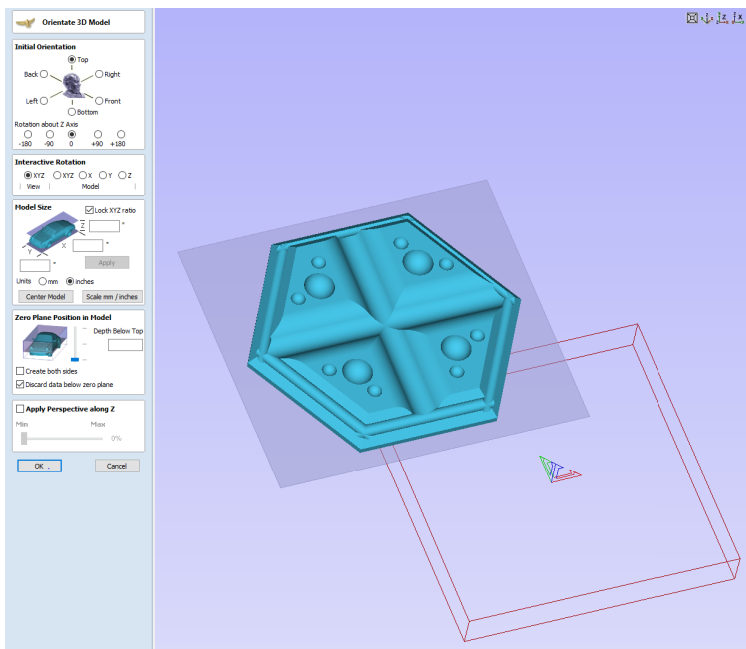 Orientate 3D Model
Initial Orientation
Top
Back
Right
Left
Front
Bottom
Rotation about Z Axis
-180 -90 0 +90 +180
Interactive Rotation
XYZ XYZ X Y Z
| View | Model |
Model Size
Lock XYZ ratio
Z "
X "
Y "
Apply
Units mm inches
Center Model Scale mm / inches
Zero Plane Position in Model
Depth Below Top
Create both sides
Discard data below zero plane
Apply Perspective along Z
Min Max
0%
OK . Cancel